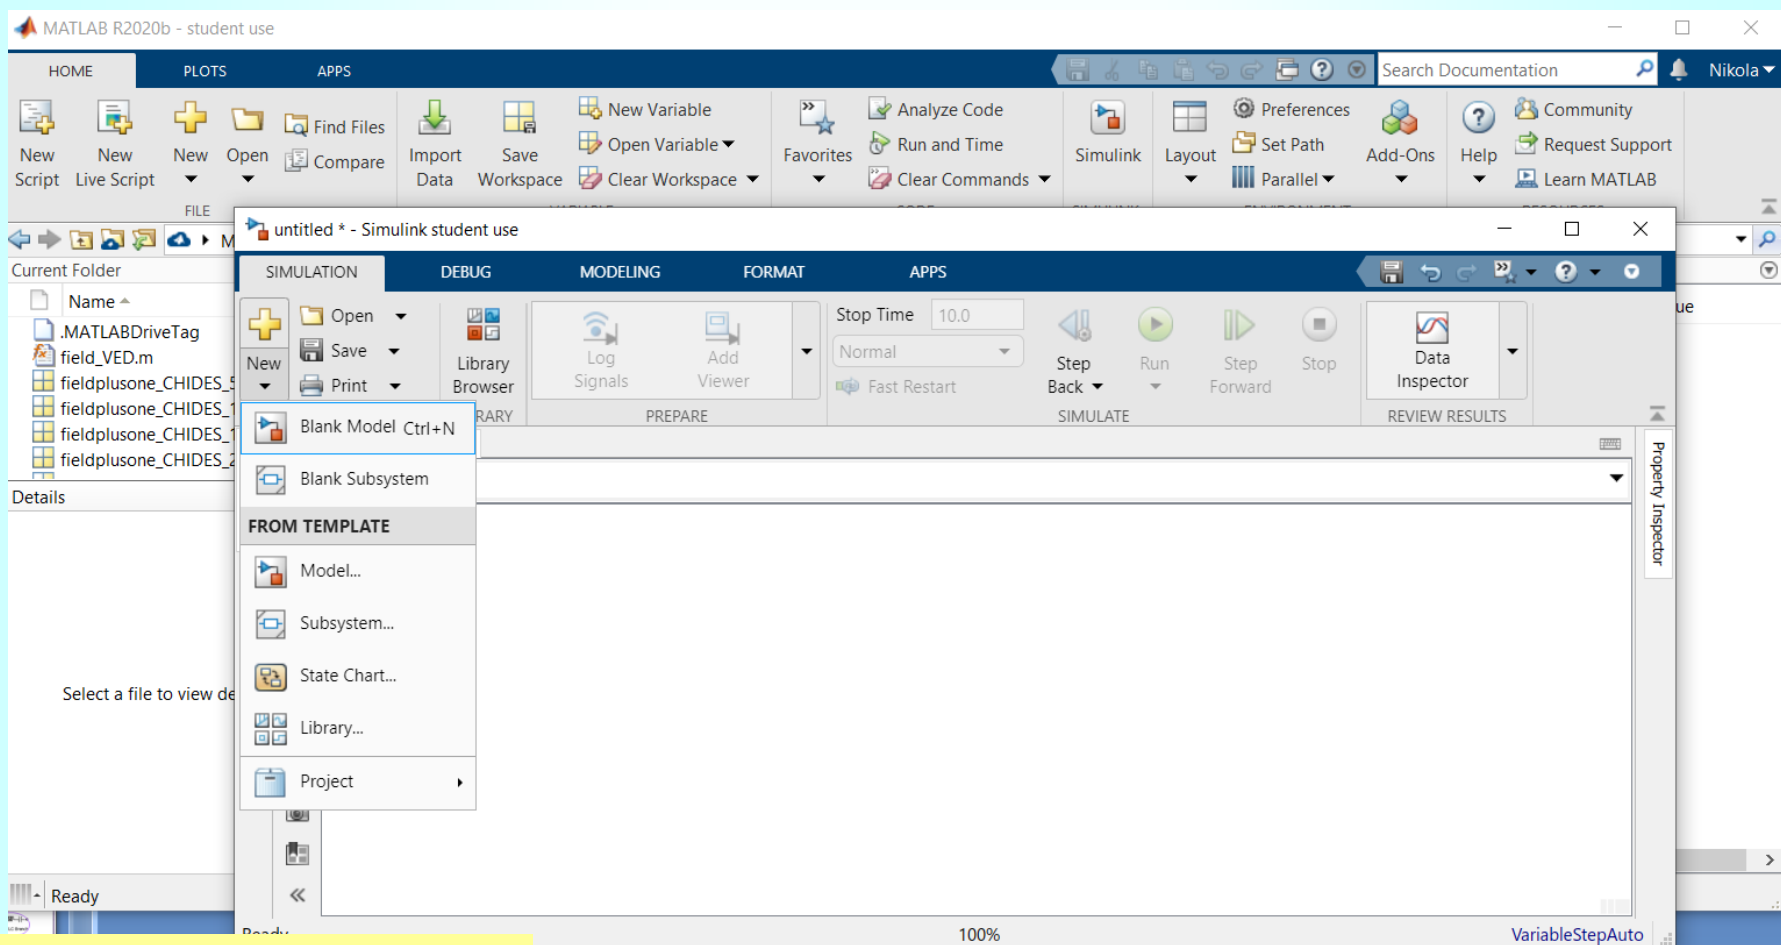 MATLAB R2020b - student use
HOME PLOTS APPS Search Documentation Nikola
New Script
New Live Script
New
Open
Find Files
Compare
FILE
Import Data
Save Workspace
New Variable
Open Variable
Clear Workspace
Favorites
Analyze Code
Run and Time
Clear Commands
Simulink
Layout
Preferences
Set Path
Parallel
Add-Ons
Help
Community
Request Support
Learn MATLAB
M
Current Folder
Name
.MATLABDriveTag
field_VED.m
fieldplusone_CHIDES_5
fieldplusone_CHIDES_1
fieldplusone_CHIDES_1
fieldplusone_CHIDES_2
Details
Select a file to view de
Ready
ue
untitled * - Simulink student use
SIMULATION DEBUG MODELING FORMAT APPS
New
Open
Save
Print
Library Browser
RARY
Log Signals
Add Viewer
PREPARE
Stop Time 10.0
Normal
Fast Restart
Step Back
Run
Step Forward
Stop
SIMULATE
Data Inspector
REVIEW RESULTS
Blank Model Ctrl+N
Blank Subsystem
FROM TEMPLATE
Model...
Subsystem...
State Chart...
Library...
Project
Property Inspector
Ready 100% VariableStepAuto